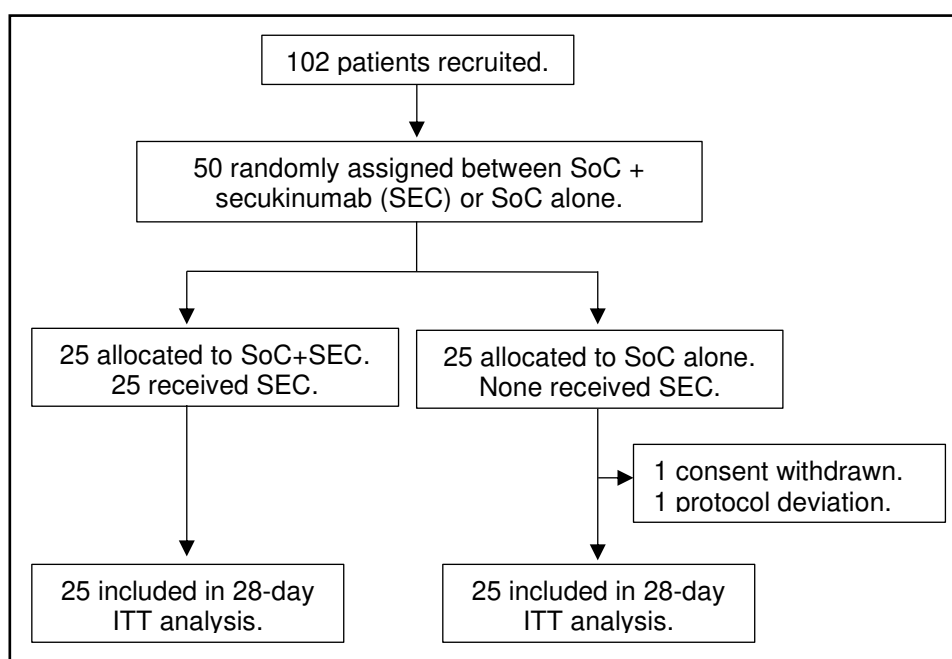 102 patients recruited.
50 randomly assigned between SoC +
secukinumab (SEC) or SoC alone.
25 allocated to SoC+SEC.
25 received SEC.
25 allocated to SoC alone.
None received SEC.
1 consent withdrawn.
1 protocol deviation.
25 included in 28-day
ITT analysis.
25 included in 28-day
ITT analysis.